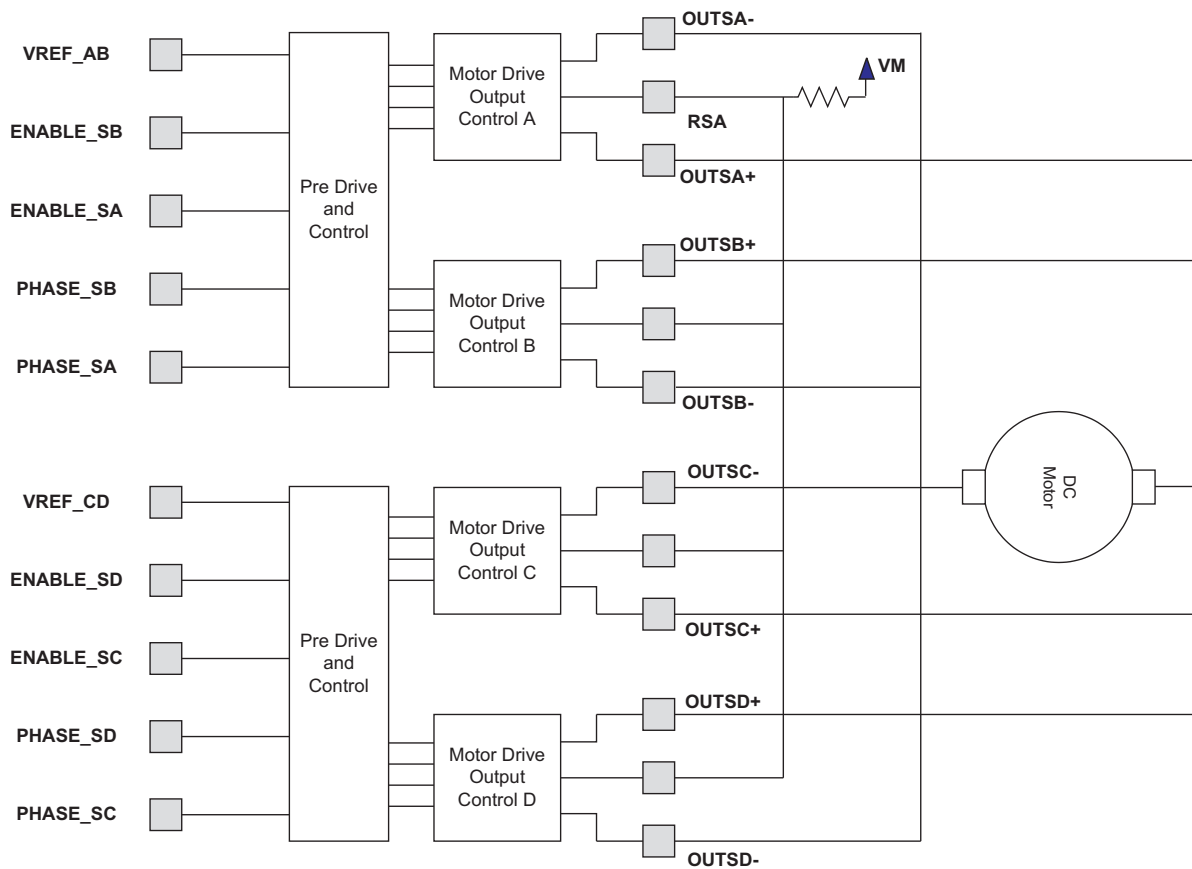 VREF_AB
ENABLE_SB
ENABLE_SA
PHASE_SB
PHASE_SA
Pre Drive
and
Control
Motor Drive
Output
Control A
OUTSA-
RSA
OUTSA+
VM
Motor Drive
Output
Control B
OUTSB+
OUTSB-
VREF_CD
ENABLE_SD
ENABLE_SC
PHASE_SD
PHASE_SC
Pre Drive
and
Control
Motor Drive
Output
Control C
OUTSC-
OUTSC+
Motor Drive
Output
Control D
OUTSD+
OUTSD-
DC
Motor